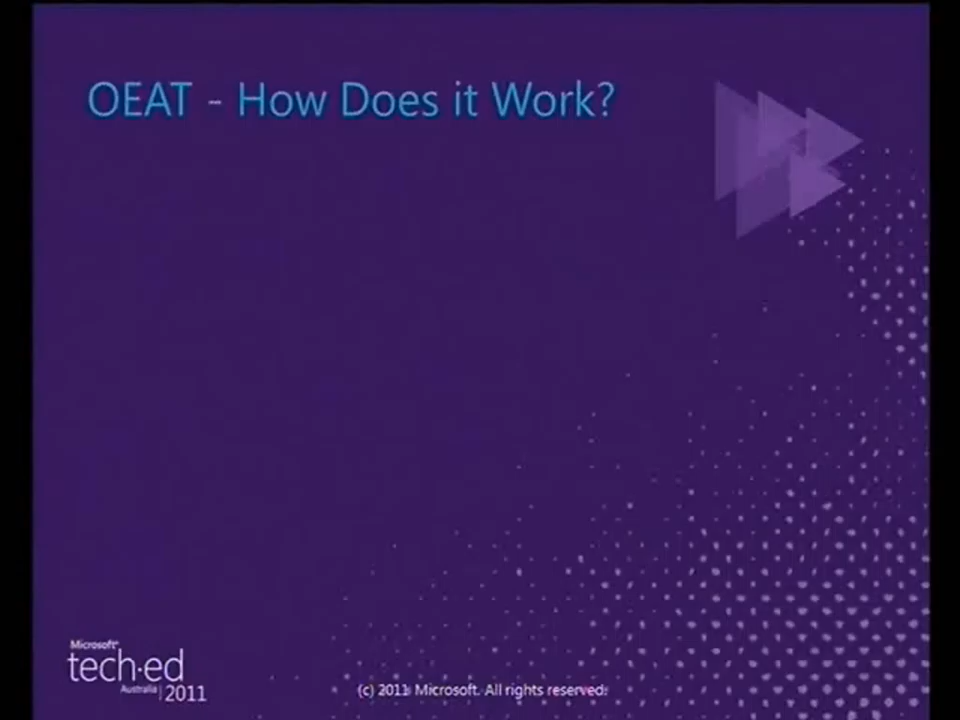 OEAT - How Does it Work?
Microsoft®
tech·ed
Australia | 2011
(c) 2011 Microsoft. All rights reserved.